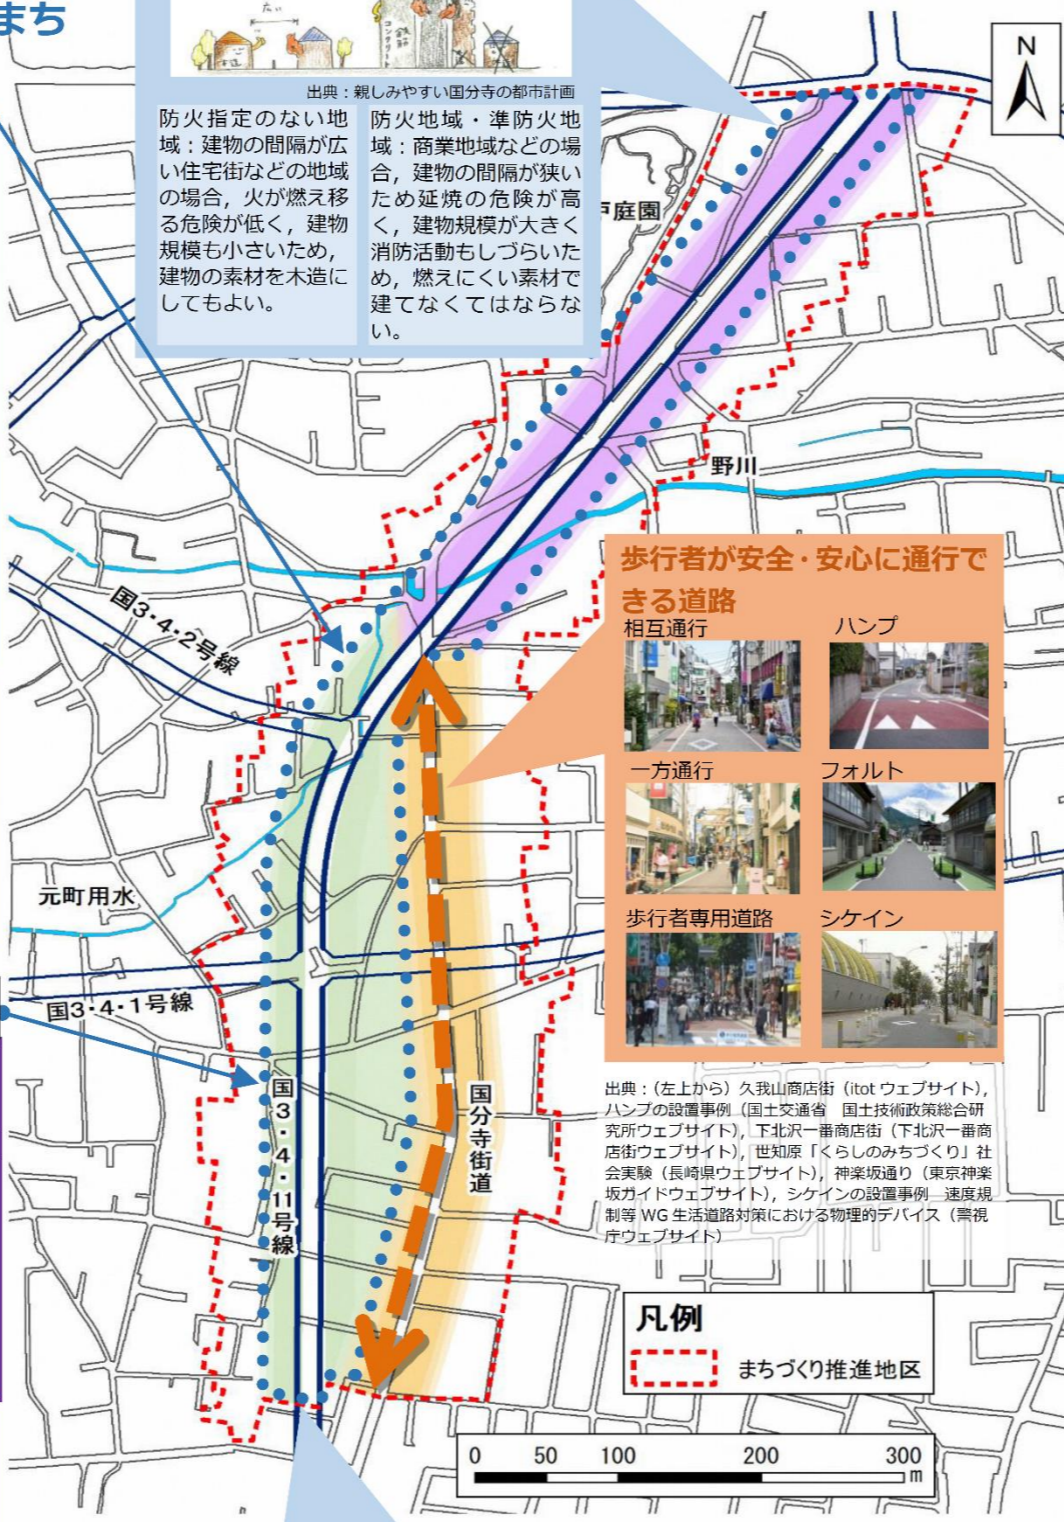 まち
広い
コンクリート
鉄筋
出典：親しみやすい国分寺の都市計画
防火指定のない地
域：建物の間隔が広
い住宅街などの地域
の場合，火が燃え移
る危険が低く，建物
規模も小さいため，
建物の素材を木造に
してもよい。
防火地域・準防火地
域：商業地域などの場
合，建物の間隔が狭い
ため延焼の危険が高
く，建物規模が大きく
消防活動もしづらいた
め，燃えにくい素材で
建てなくてはならな
い。
N
戸庭園
野川
国3・4・2号線
歩行者が安全・安心に通行で
きる道路
相互通行
ハンプ
一方通行
フォルト
歩行者専用道路
シケイン
元町用水
国3・4・1号線
国3・4・11号線
国分寺街道
出典：（左上から）久我山商店街（itot ウェブサイト），
ハンプの設置事例（国土交通省　国土技術政策総合研
究所ウェブサイト），下北沢一番商店街（下北沢一番商
店街ウェブサイト），世知原「くらしのみちづくり」社
会実験（長崎県ウェブサイト），神楽坂通り（東京神楽
坂ガイドウェブサイト），シケインの設置事例　速度規
制等 WG 生活道路対策における物理的デバイス（警視
庁ウェブサイト）
凡例
まちづくり推進地区
0 50 100 200 300
m